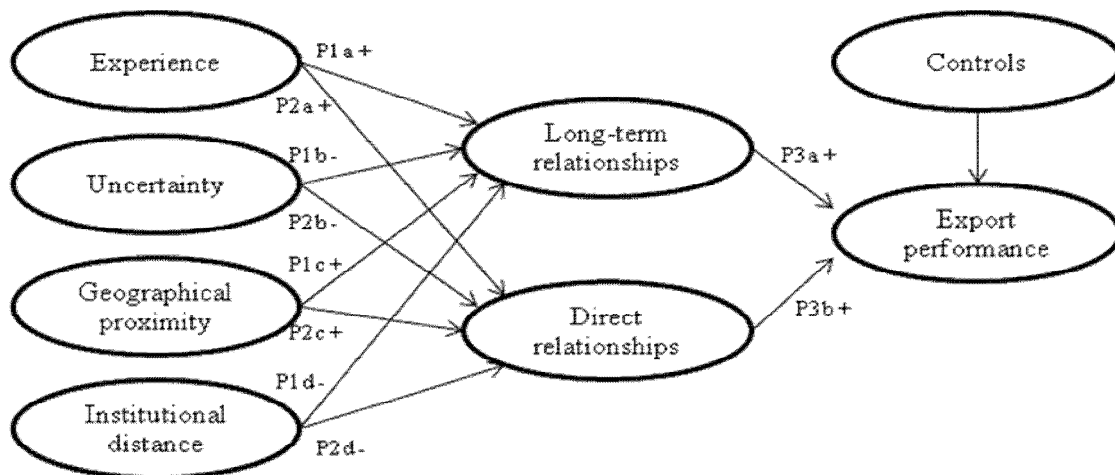 Experience
Uncertainty
Geographical
proximity
Institutional
distance
P1a+
P2a+
P1b-
P2b-
P1c+
P2c+
P1d-
P2d-
Long-term
relationships
Direct
relationships
P3a+
P3b+
Controls
Export
performance